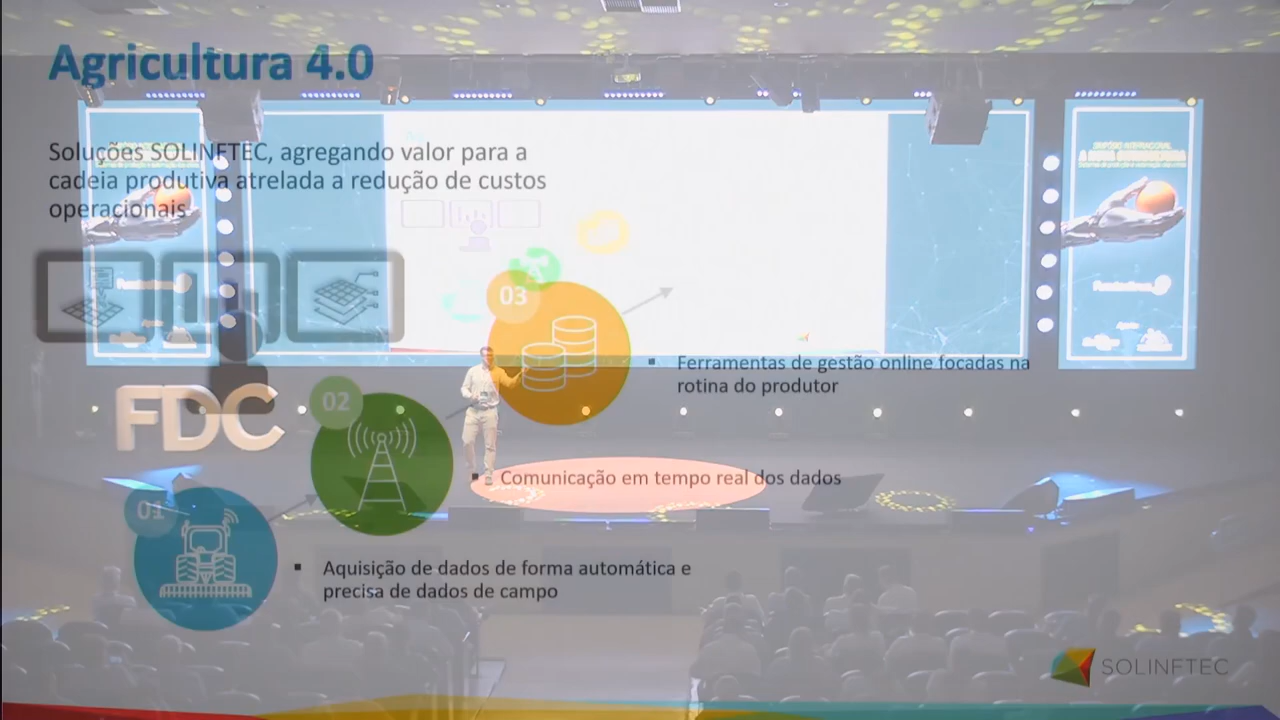 Agricultura 4.0
Soluções SOLINFTEC, agregando valor para a
cadeia produtiva atrelada a redução de custos
operacionais
03
Ferramentas de gestão online focadas na
rotina do produtor
FDC
02
Comunicação em tempo real dos dados
01
Aquisição de dados de forma automática e
precisa de dados de campo
SOLINFTEC